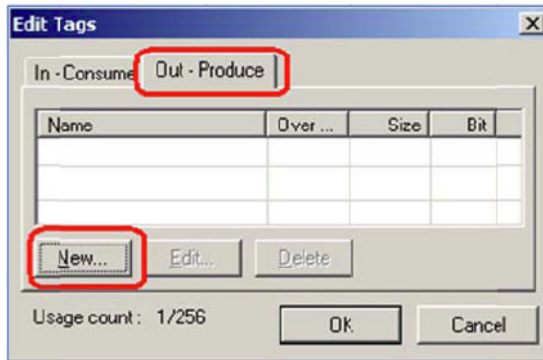 Edit Tags
In - Consume Out - Produce
Name Over ... Size Bit
New... Edit... Delete
Usage count : 1/256 OK Cancel